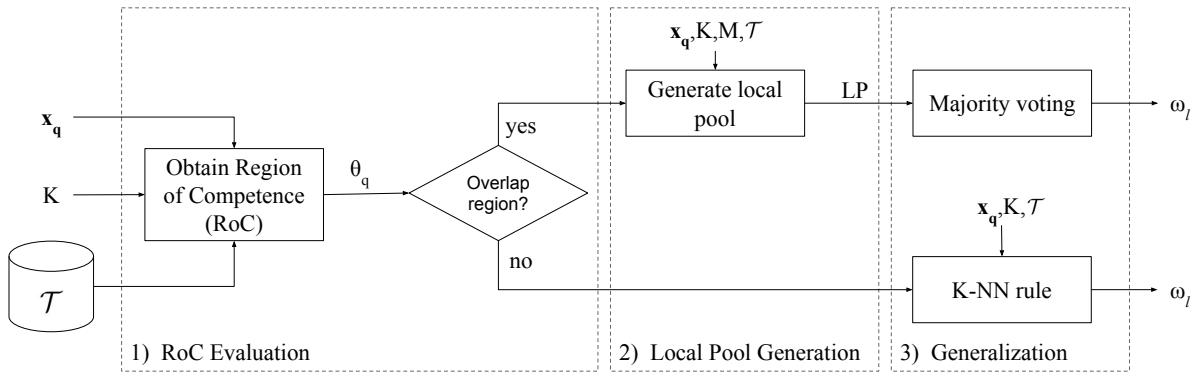 x_q
K
𝒯
Obtain Region
of Competence
(RoC)
θ_q
Overlap
region?
yes
no
1) RoC Evaluation
x_q,K,M,𝒯
Generate local
pool
LP
2) Local Pool Generation
Majority voting
ω_l
x_q,K,𝒯
K-NN rule
ω_l
3) Generalization